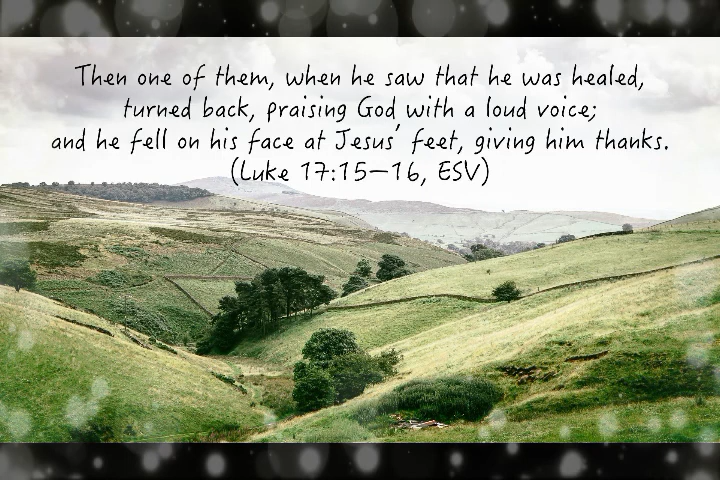 Then one of them, when he saw that he was healed,
turned back, praising God with a loud voice;
and he fell on his face at Jesus' feet, giving him thanks.
(Luke 17:15–16, ESV)